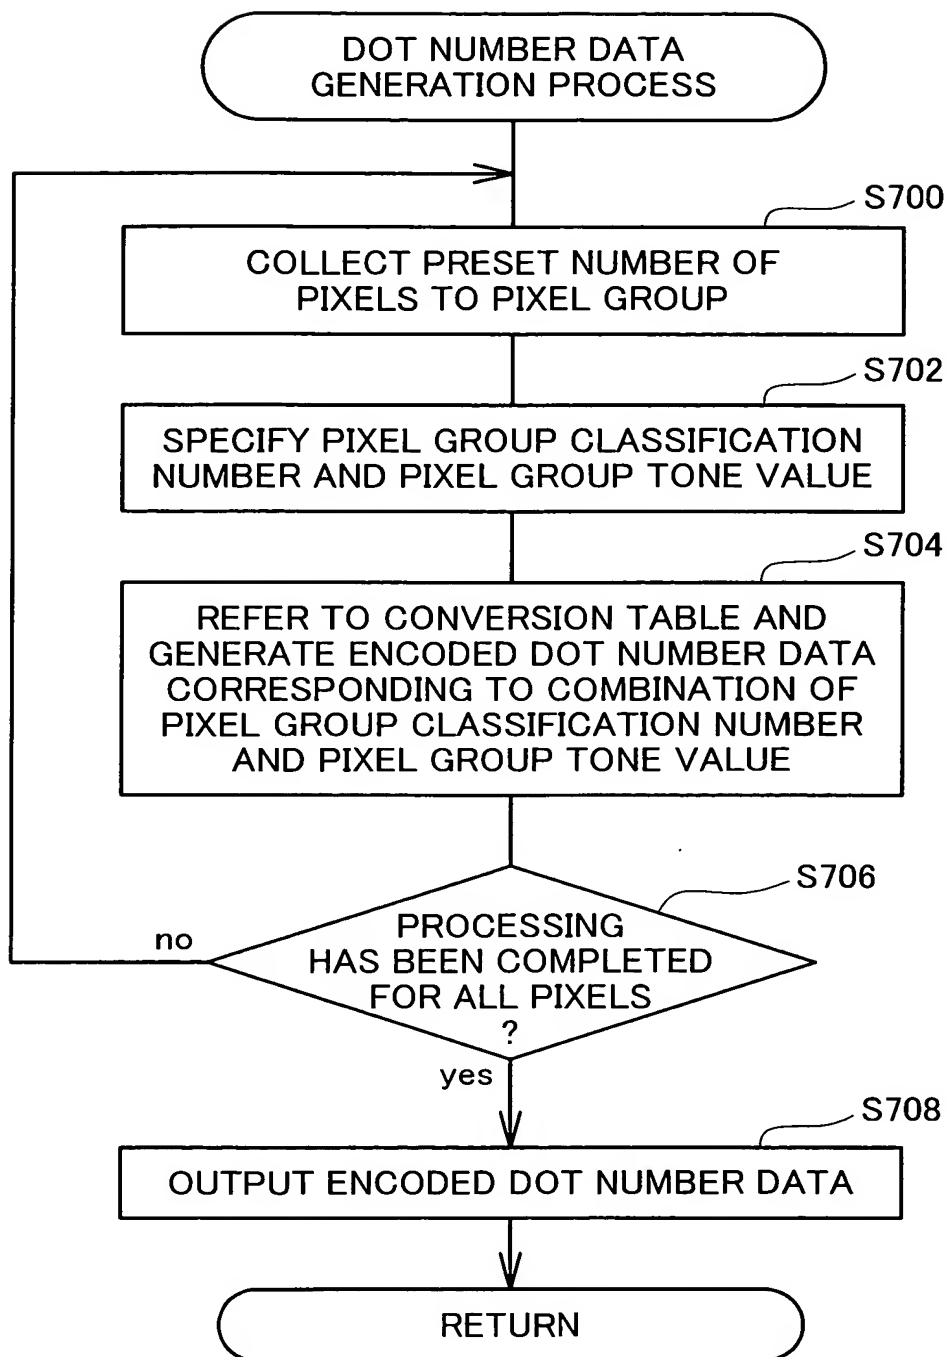 DOT NUMBER DATA
GENERATION PROCESS
S700
COLLECT PRESET NUMBER OF
PIXELS TO PIXEL GROUP
S702
SPECIFY PIXEL GROUP CLASSIFICATION
NUMBER AND PIXEL GROUP TONE VALUE
S704
REFER TO CONVERSION TABLE AND
GENERATE ENCODED DOT NUMBER DATA
CORRESPONDING TO COMBINATION OF
PIXEL GROUP CLASSIFICATION NUMBER
AND PIXEL GROUP TONE VALUE
S706
PROCESSING
HAS BEEN COMPLETED
FOR ALL PIXELS
?
no
yes
S708
OUTPUT ENCODED DOT NUMBER DATA
RETURN